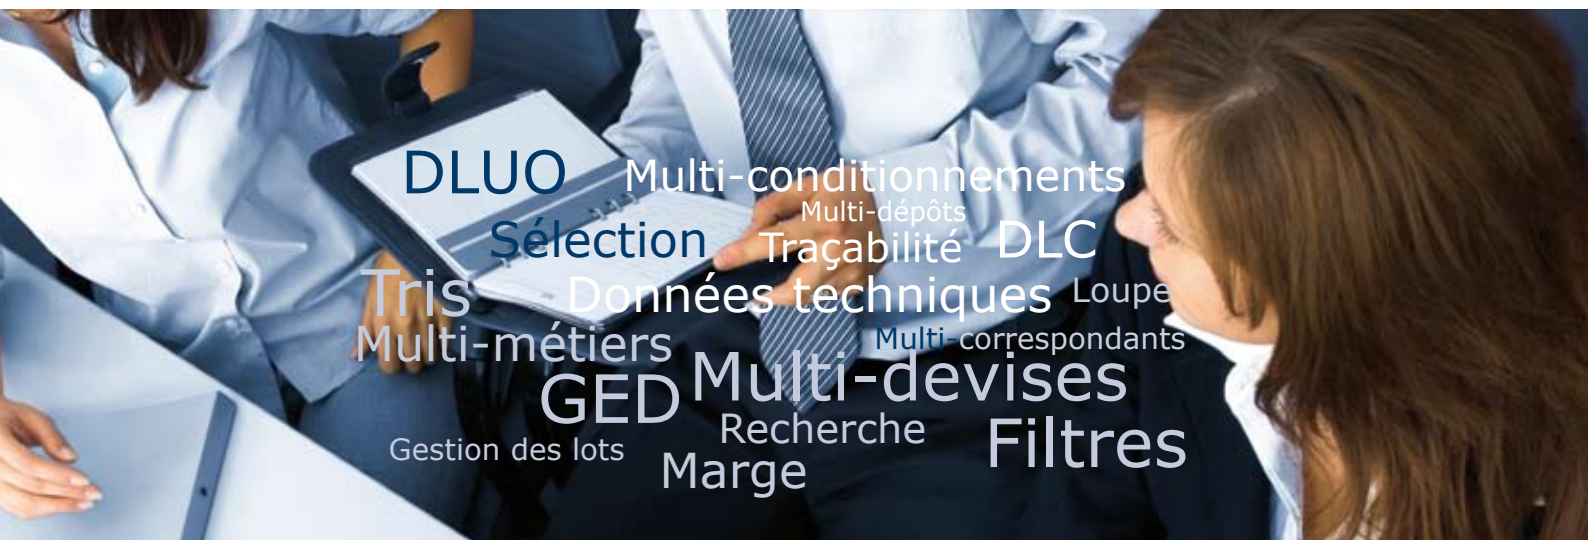 DLUO Multi-conditionnements
Multi-dépôts
Sélection Traçabilité DLC
Tris Données techniques Loupe
Multi-métiers Multi-correspondants
GED Multi-devises
Gestion des lots Recherche Filtres
Marge